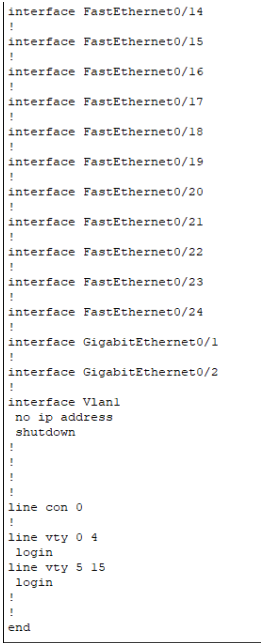 interface FastEthernet0/14
!
interface FastEthernet0/15
!
interface FastEthernet0/16
!
interface FastEthernet0/17
!
interface FastEthernet0/18
!
interface FastEthernet0/19
!
interface FastEthernet0/20
!
interface FastEthernet0/21
!
interface FastEthernet0/22
!
interface FastEthernet0/23
!
interface FastEthernet0/24
!
interface GigabitEthernet0/1
!
interface GigabitEthernet0/2
!
interface Vlan1
 no ip address
 shutdown
!
!
!
!
line con 0
!
line vty 0 4
 login
line vty 5 15
 login
!
!
end